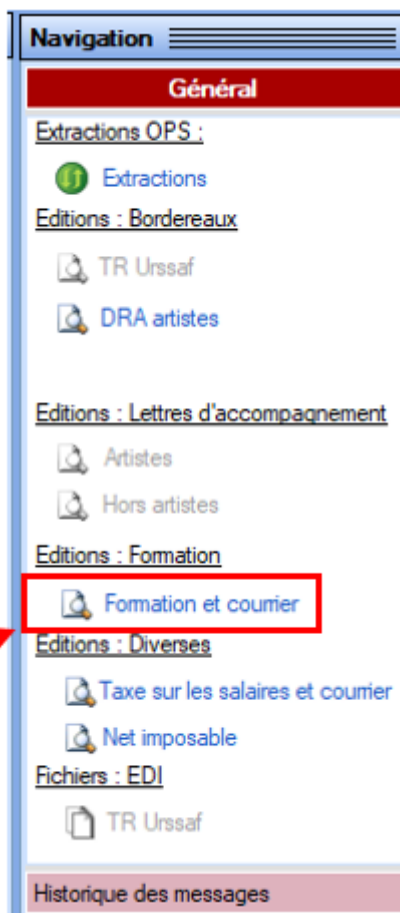 Navigation
Général
Extractions OPS :
Extractions
Editions : Bordereaux
TR Urssaf
DRA artistes
Editions : Lettres d'accompagnement
Artistes
Hors artistes
Editions : Formation
Formation et courrier
Editions : Diverses
Taxe sur les salaires et courrier
Net imposable
Fichiers : EDI
TR Urssaf
Historique des messages